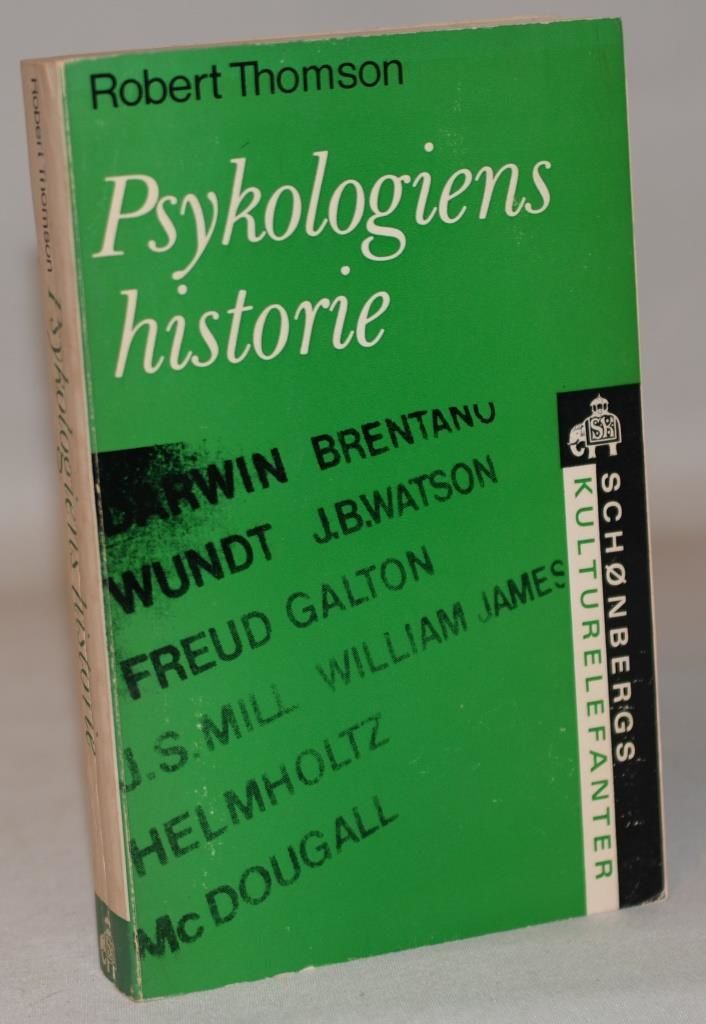 Robert Thomson
Psykologiens
historie
DARWIN BRENTANO
WUNDT J.B.WATSON
FREUD GALTON
J.S.MILL WILLIAM JAMES
HELMHOLTZ
McDOUGALL
SCHØNBERGS
KULTURELEFANTER
Robert Thomson Psykologiens historie